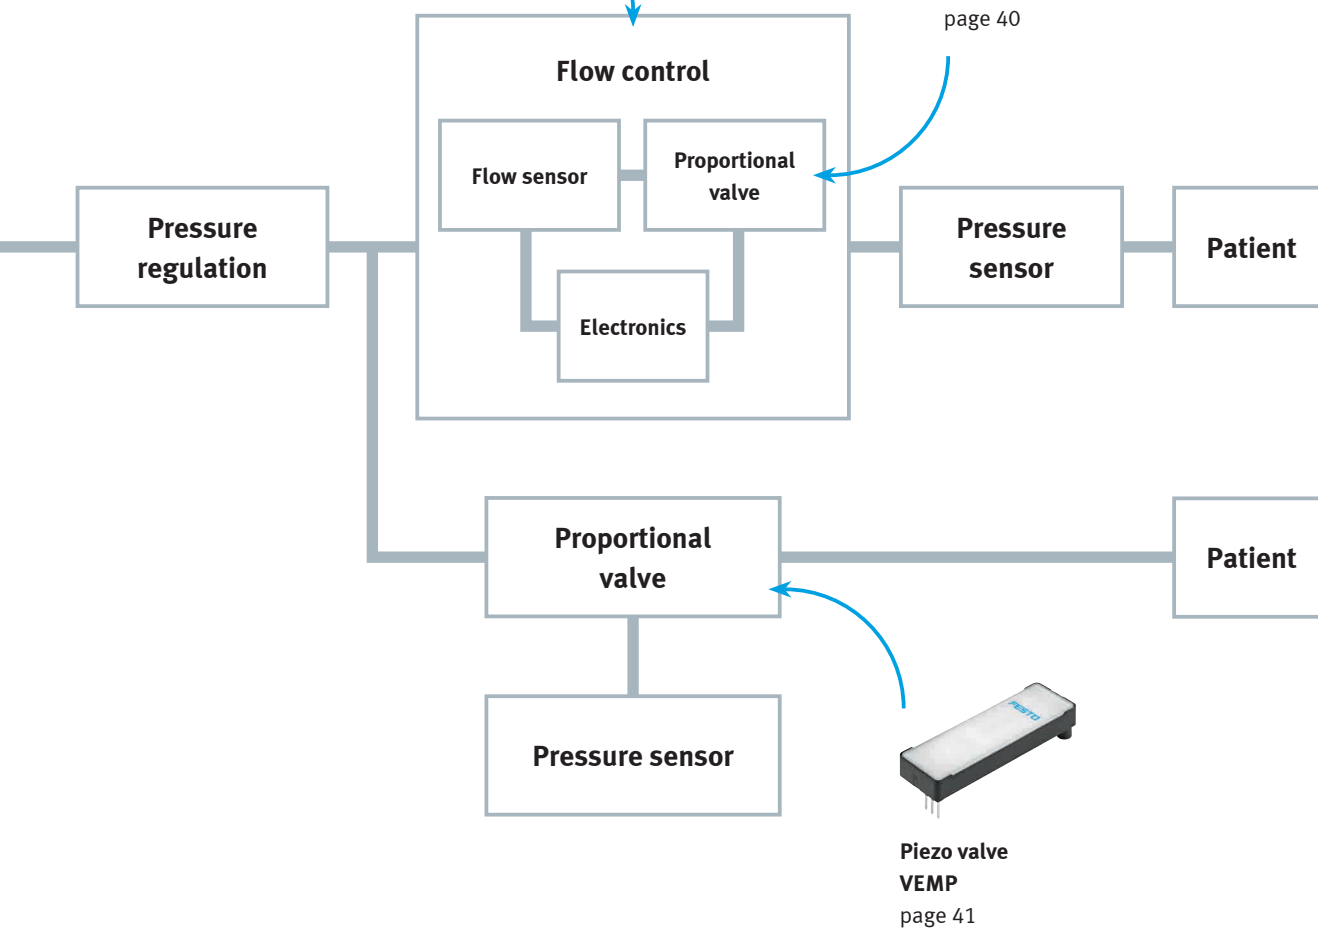 page 40
Flow control
Flow sensor
Proportional
valve
Electronics
Pressure
regulation
Pressure
sensor
Patient
Proportional
valve
Patient
Pressure sensor
FESTO
Piezo valve
VEMP
page 41